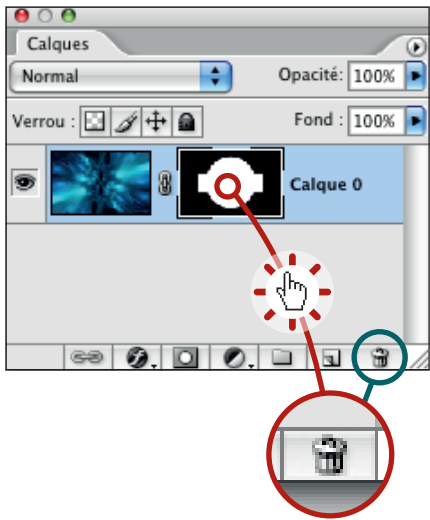 Calques
Normal
Opacité: 100%
Verrou :
Fond : 100%
Calque 0